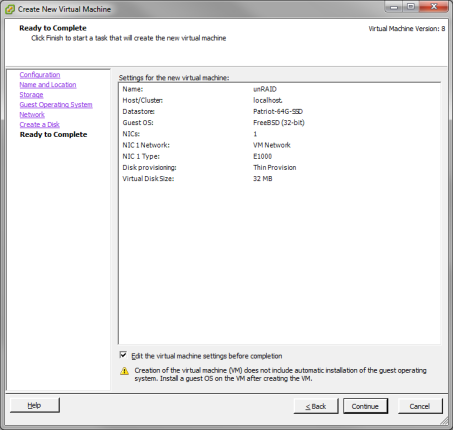 Create New Virtual Machine
Ready to Complete
Click Finish to start a task that will create the new virtual machine
Virtual Machine Version: 8
Configuration
Name and Location
Storage
Guest Operating System
Network
Create a Disk
Ready to Complete
Settings for the new virtual machine:
Name: unRAID
Host/Cluster: localhost.
Datastore: Patriot-64G-SSD
Guest OS: FreeBSD (32-bit)
NICs: 1
NIC 1 Network: VM Network
NIC 1 Type: E1000
Disk provisioning: Thin Provision
Virtual Disk Size: 32 MB
Edit the virtual machine settings before completion
Creation of the virtual machine (VM) does not include automatic installation of the guest operating
system. Install a guest OS on the VM after creating the VM.
Help
< Back
Continue
Cancel